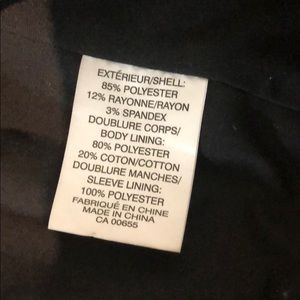 EXTÉRIEUR/SHELL:
85% POLYESTER
12% RAYONNE/RAYON
3% SPANDEX
DOUBLURE CORPS/
BODY LINING:
80% POLYESTER
20% COTON/COTTON
DOUBLURE MANCHES/
SLEEVE LINING:
100% POLYESTER
FABRIQUÉ EN CHINE
MADE IN CHINA
CA 00655